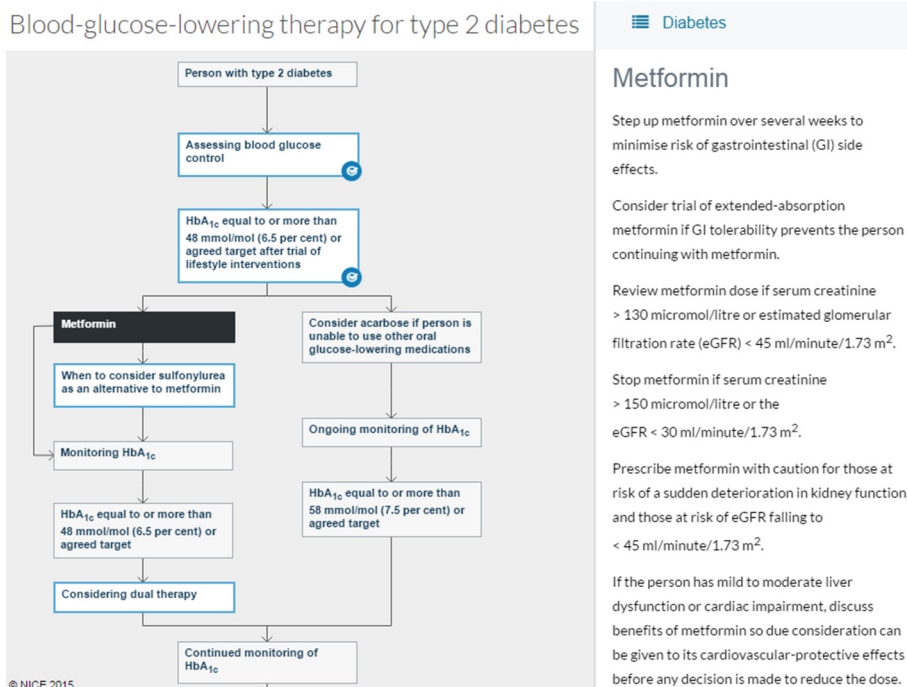 Blood-glucose-lowering therapy for type 2 diabetes
Person with type 2 diabetes
Assessing blood glucose
control
HbA1c equal to or more than
48 mmol/mol (6.5 per cent) or
agreed target after trial of
lifestyle interventions
Metformin
When to consider sulfonylurea
as an alternative to metformin
Monitoring HbA1c
HbA1c equal to or more than
48 mmol/mol (6.5 per cent) or
agreed target
Considering dual therapy
Consider acarbose if person is
unable to use other oral
glucose-lowering medications
Ongoing monitoring of HbA1c
HbA1c equal to or more than
58 mmol/mol (7.5 per cent) or
agreed target
Continued monitoring of
HbA1c
© NICE 2015
Diabetes
Metformin
Step up metformin over several weeks to
minimise risk of gastrointestinal (GI) side
effects.
Consider trial of extended-absorption
metformin if GI tolerability prevents the person
continuing with metformin.
Review metformin dose if serum creatinine
> 130 micromol/litre or estimated glomerular
filtration rate (eGFR) < 45 ml/minute/1.73 m².
Stop metformin if serum creatinine
> 150 micromol/litre or the
eGFR < 30 ml/minute/1.73 m².
Prescribe metformin with caution for those at
risk of a sudden deterioration in kidney function
and those at risk of eGFR falling to
< 45 ml/minute/1.73 m².
If the person has mild to moderate liver
dysfunction or cardiac impairment, discuss
benefits of metformin so due consideration can
be given to its cardiovascular-protective effects
before any decision is made to reduce the dose.